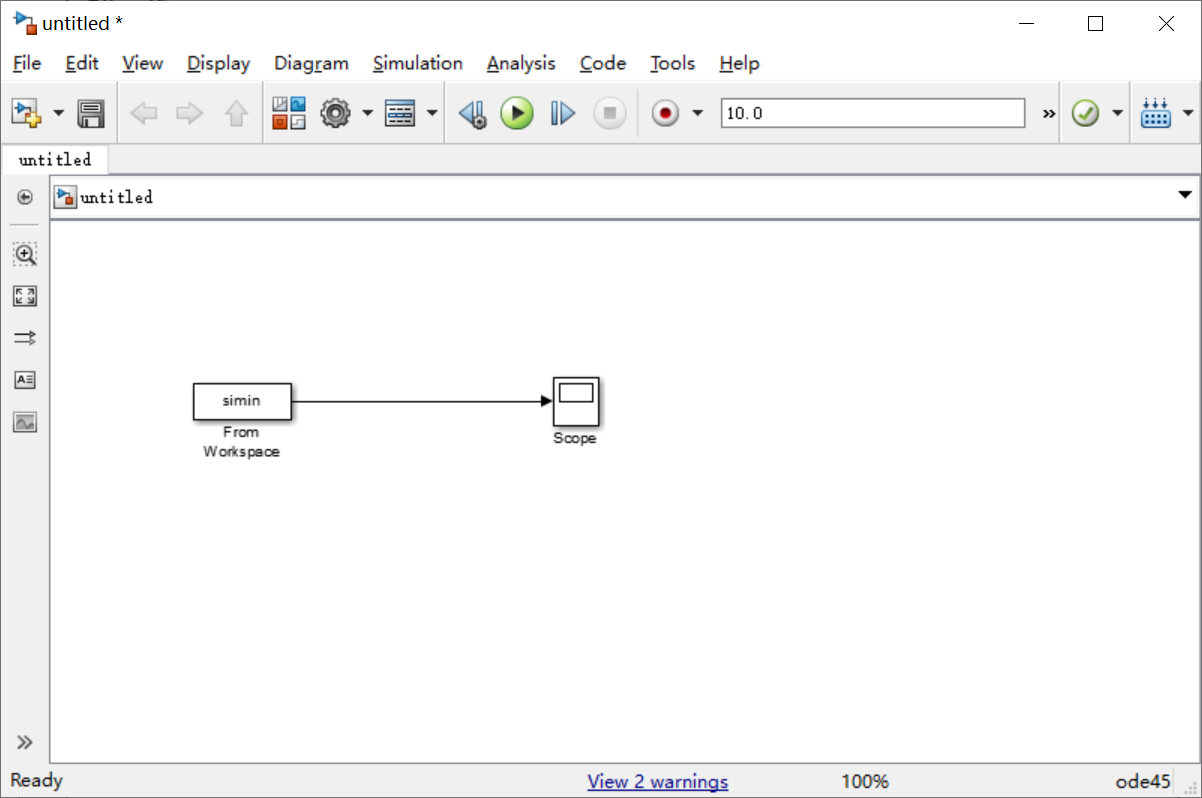 untitled *
File Edit View Display Diagram Simulation Analysis Code Tools Help
10.0
untitled
untitled
simin
From
Workspace
Scope
Ready View 2 warnings 100% ode45